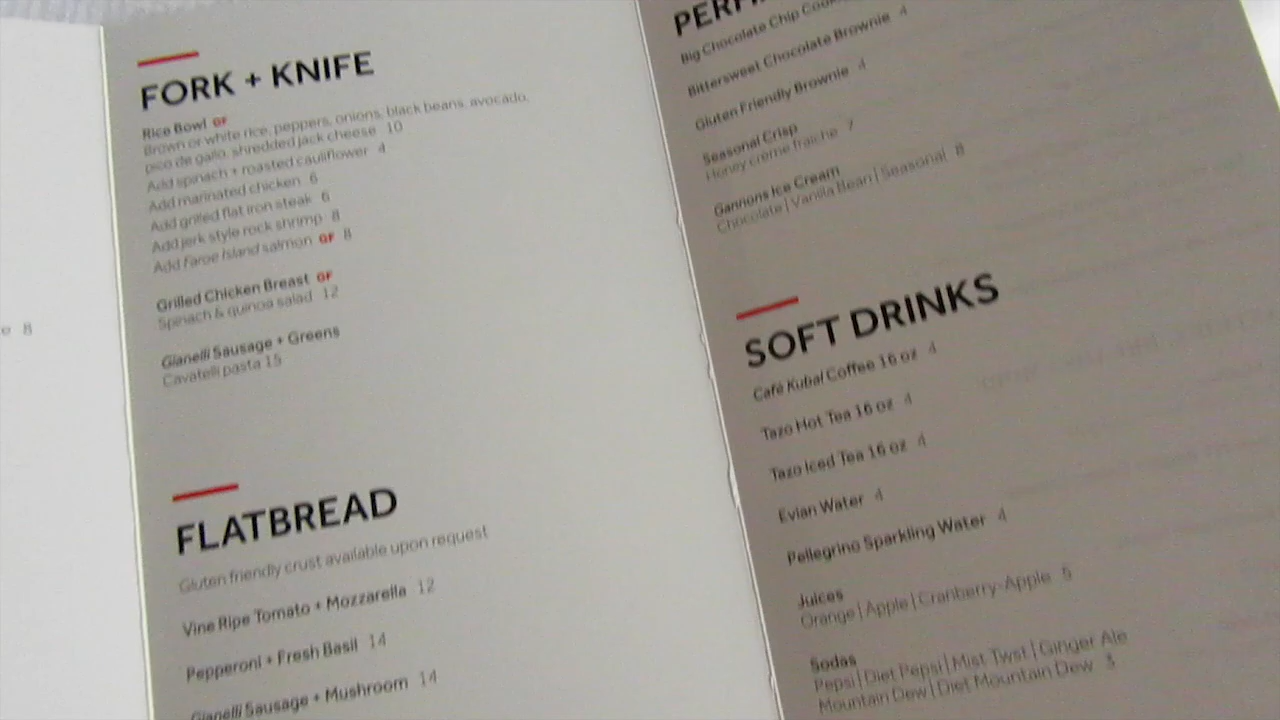 e 8
FORK + KNIFE
Rice Bowl GF
Brown or white rice, peppers, onions, black beans, avocado,
pico de gallo, shredded jack cheese 10
Add spinach + roasted cauliflower 4
Add marinated chicken 6
Add grilled flat iron steak 6
Add jerk style rock shrimp 8
Add Faroe Island salmon GF 8
Grilled Chicken Breast GF
Spinach & quinoa salad 12
Gianelli Sausage + Greens
Cavatelli pasta 15
FLATBREAD
Gluten friendly crust available upon request
Vine Ripe Tomato + Mozzarella 12
Pepperoni + Fresh Basil 14
Gianelli Sausage + Mushroom 14
Big Chocolate Chip
Bittersweet Chocolate Brownie 4
Gluten Friendly Brownie 4
Seasonal Crisp
Honey creme fraiche 7
Gannons Ice Cream
Chocolate | Vanilla Bean | Seasonal 8
SOFT DRINKS
Café Kubal Coffee 16 oz 4
Tazo Hot Tea 16 oz 4
Tazo Iced Tea 16 oz 4
Evian Water 4
Pellegrino Sparkling Water 4
Juices
Orange | Apple | Cranberry-Apple 5
Sodas
Pepsi | Diet Pepsi | Mist Twst | Ginger Ale
Mountain Dew | Diet Mountain Dew 3